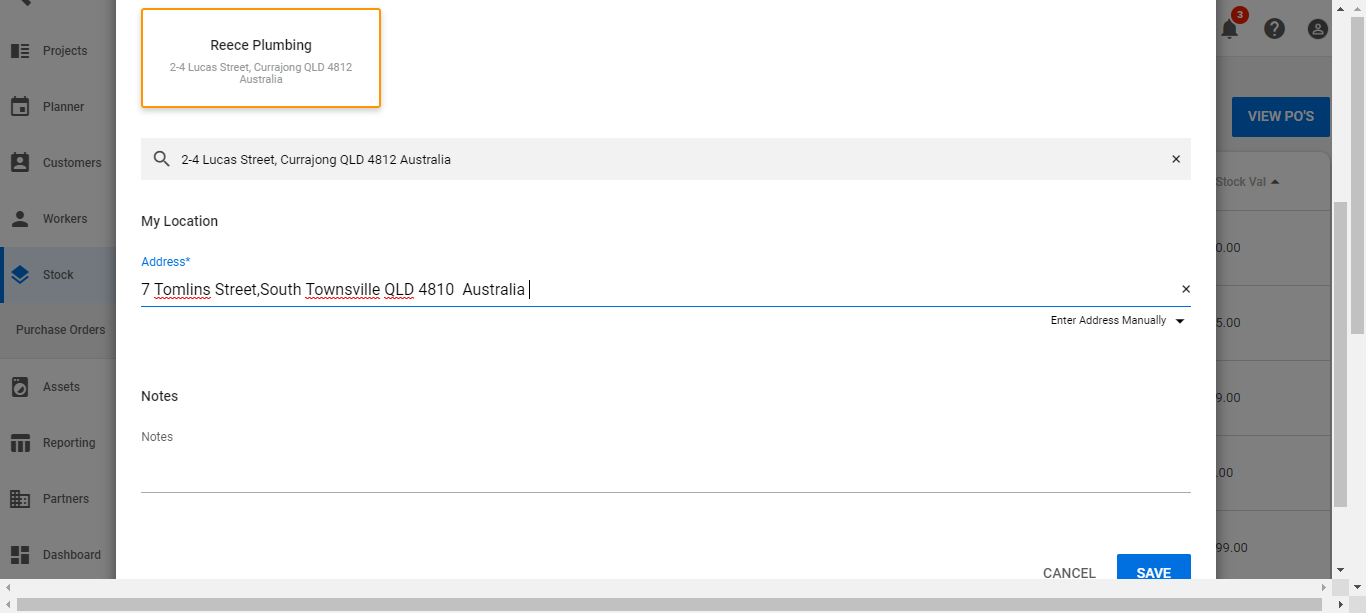 Reece Plumbing
2-4 Lucas Street, Currajong QLD 4812
Australia
3
Projects
Planner
VIEW PO'S
Customers
2-4 Lucas Street, Currajong QLD 4812 Australia
×
Stock Val
Workers
My Location
0.00
Address*
Stock
7 Tomlins Street,South Townsville QLD 4810  Australia
×
Enter Address Manually
5.00
Purchase Orders
Assets
Notes
9.00
Notes
Reporting
.00
Partners
99.00
Dashboard
CANCEL
SAVE